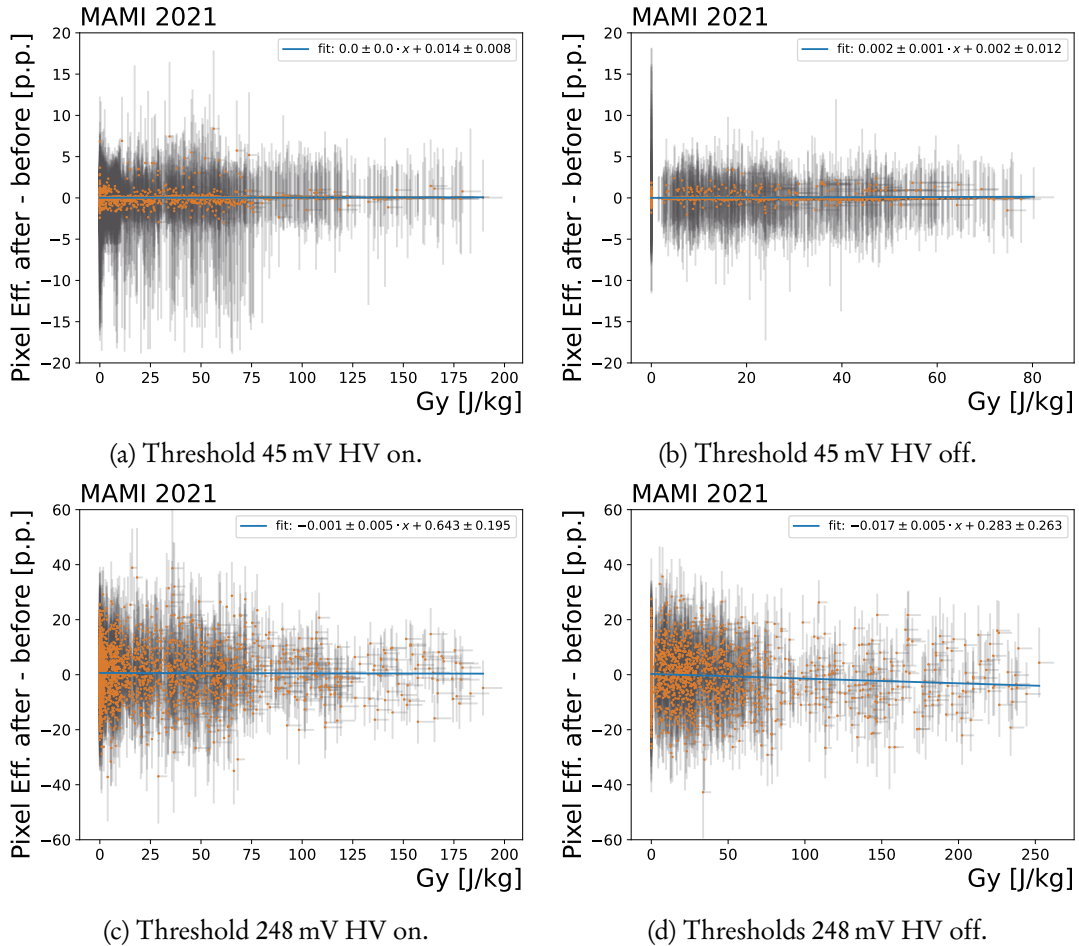 MAMI 2021
MAMI 2021
20
15
10
5
0
−5
−10
−15
−20
Pixel Eff. after - before [p.p.]
fit: 0.0 ± 0.0 · x + 0.014 ± 0.008
0 25 50 75 100 125 150 175 200
Gy [J/kg]
20
15
10
5
0
−5
−10
−15
−20
Pixel Eff. after - before [p.p.]
fit: 0.002 ± 0.001 · x + 0.002 ± 0.012
0 20 40 60 80
Gy [J/kg]
(a) Threshold 45 mV HV on.
(b) Threshold 45 mV HV off.
MAMI 2021
MAMI 2021
60
40
20
0
−20
−40
−60
Pixel Eff. after - before [p.p.]
fit: −0.001 ± 0.005 · x + 0.643 ± 0.195
0 25 50 75 100 125 150 175 200
Gy [J/kg]
60
40
20
0
−20
−40
−60
Pixel Eff. after - before [p.p.]
fit: −0.017 ± 0.005 · x + 0.283 ± 0.263
0 50 100 150 200 250
Gy [J/kg]
(c) Threshold 248 mV HV on.
(d) Thresholds 248 mV HV off.